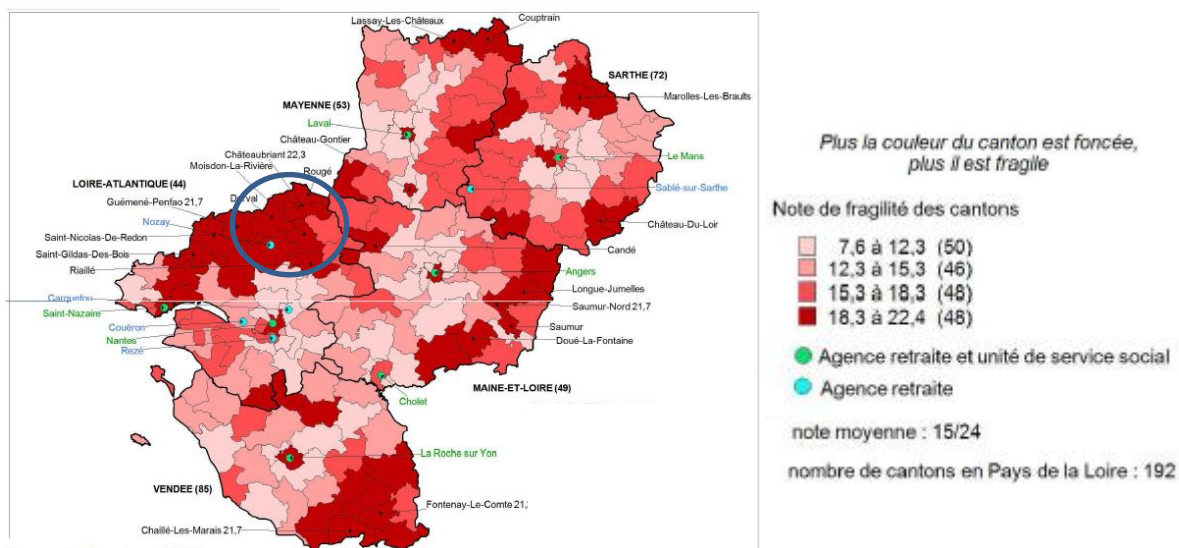 Lassay-Les-Châteaux
Couptrain
SARTHE (72)
Marolles-Les-Braults
MAYENNE (53)
Laval
Château-Gontier
Le Mans
Châteaubriant 22,3
Moisdon-La-Rivière
Rougé
LOIRE-ATLANTIQUE (44)
Sablé-sur-Sarthe
Derval
Guémené-Penfao 21,7
Nozay
Château-Du-Loir
Saint-Nicolas-De-Redon
Candé
Saint-Gildas-Des-Bois
Riaillé
Angers
Longue-Jumelles
Carquefou
Saumur-Nord 21,7
Saint-Nazaire
Couëron
Saumur
Nantes
Doué-La-Fontaine
Rezé
MAINE-ET-LOIRE (49)
Cholet
La Roche sur Yon
VENDEE (85)
Fontenay-Le-Comte 21,
Chaillé-Les-Marais 21,7
Plus la couleur du canton est foncée,
plus il est fragile
Note de fragilité des cantons
7,6 à 12,3 (50)
12,3 à 15,3 (46)
15,3 à 18,3 (48)
18,3 à 22,4 (48)
Agence retraite et unité de service social
Agence retraite
note moyenne : 15/24
nombre de cantons en Pays de la Loire : 192